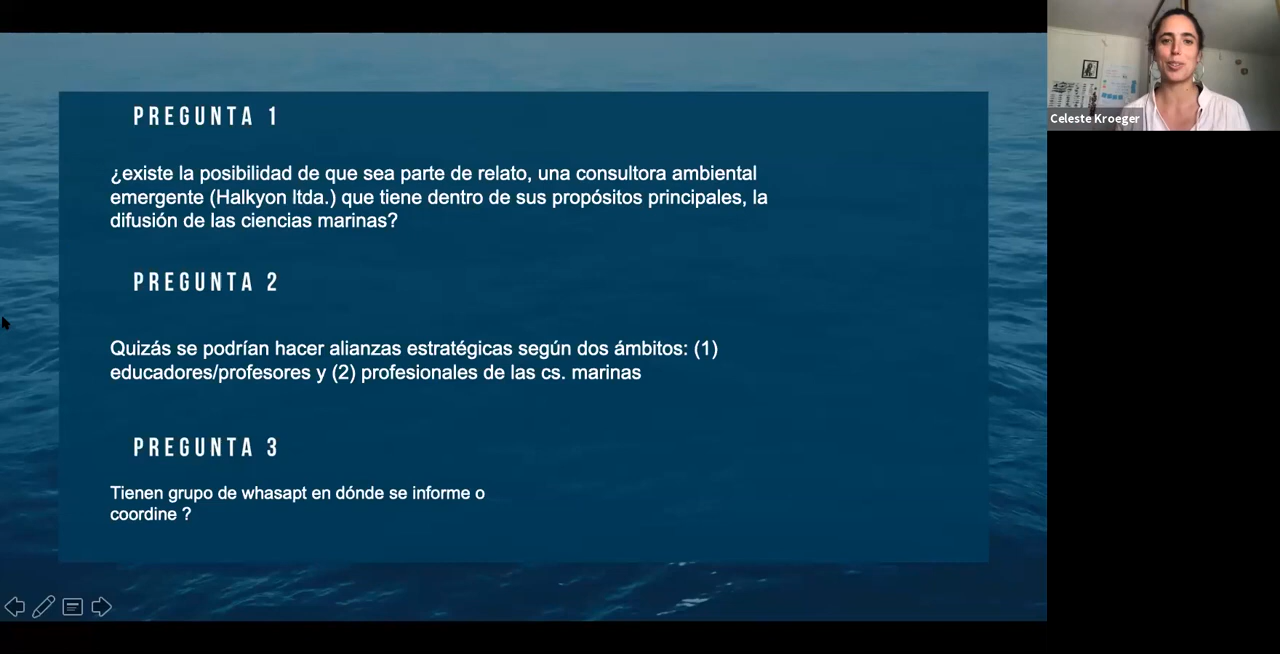 PREGUNTA 1
¿existe la posibilidad de que sea parte de relato, una consultora ambiental
emergente (Halkyon ltda.) que tiene dentro de sus propósitos principales, la
difusión de las ciencias marinas?
PREGUNTA 2
Quizás se podrían hacer alianzas estratégicas según dos ámbitos: (1)
educadores/profesores y (2) profesionales de las cs. marinas
PREGUNTA 3
Tienen grupo de whasapt en dónde se informe o
coordine ?
Celeste Kroeger